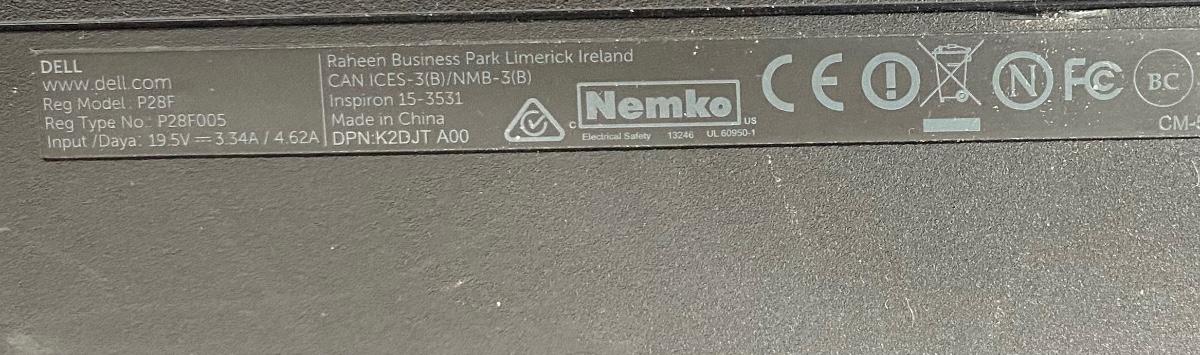 DELL
www.dell.com
Reg Model: P28F
Reg Type No.: P28F005
Input /Daya: 19.5V⎓3.34A / 4.62A
Raheen Business Park Limerick Ireland
CAN ICES-3(B)/NMB-3(B)
Inspiron 15-3531
Made in China
DPN:K2DJT A00
c Nemko US
Electrical Safety 13246 UL 60950-1
CE
N
FC
BC